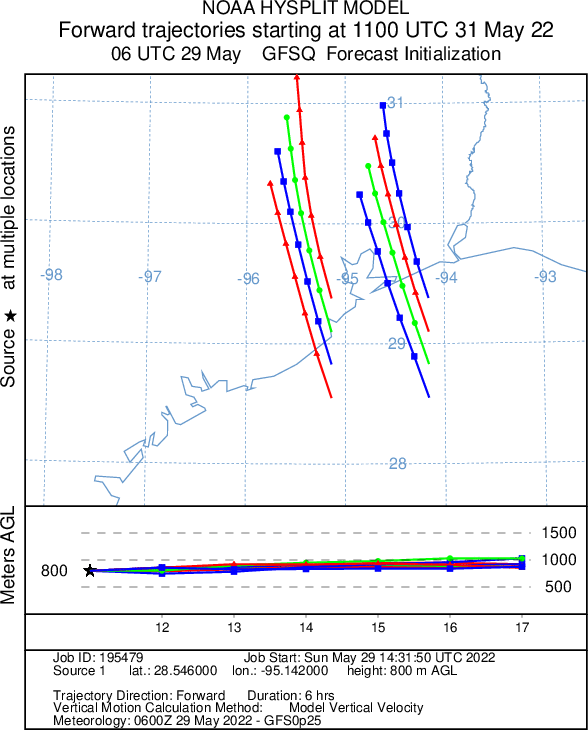 NOAA HYSPLIT MODEL
Forward trajectories starting at 1100 UTC 31 May 22
06 UTC 29 May GFSQ Forecast Initialization
Source ★ at multiple locations
31
30
-98 -97 -96 -95 -94 -93
29
28
Meters AGL
1500
1000
800
500
12 13 14 15 16 17
Job ID: 195479 Job Start: Sun May 29 14:31:50 UTC 2022
Source 1 lat.: 28.546000 lon.: -95.142000 height: 800 m AGL
Trajectory Direction: Forward Duration: 6 hrs
Vertical Motion Calculation Method: Model Vertical Velocity
Meteorology: 0600Z 29 May 2022 - GFS0p25